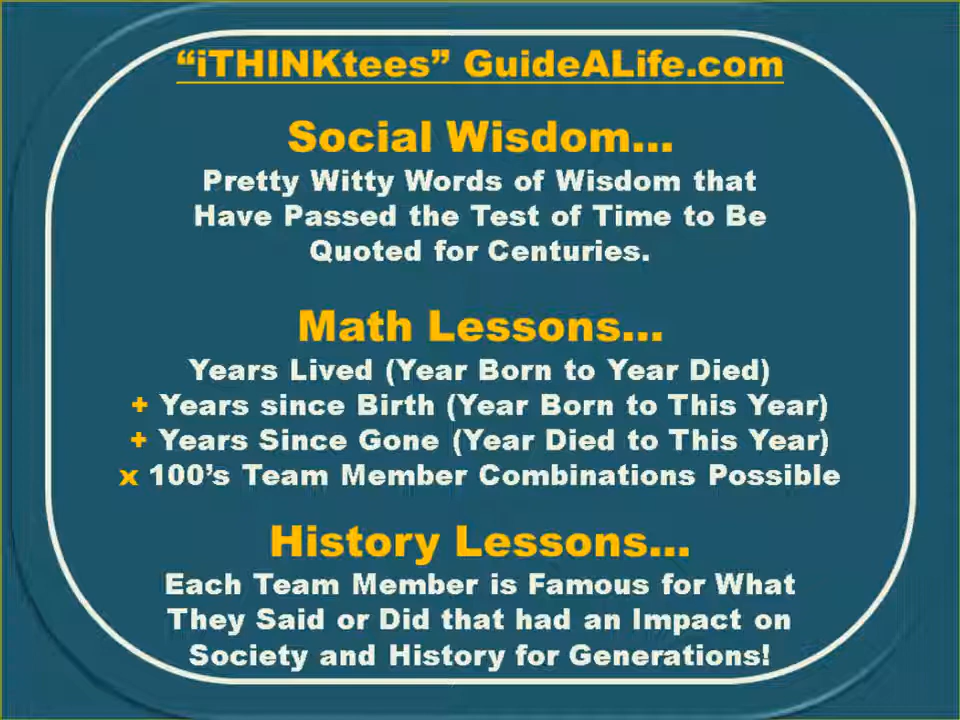 “iTHINKtees” GuideALife.com
Social Wisdom...
Pretty Witty Words of Wisdom that
Have Passed the Test of Time to Be
Quoted for Centuries.
Math Lessons...
Years Lived (Year Born to Year Died)
+ Years since Birth (Year Born to This Year)
+ Years Since Gone (Year Died to This Year)
x 100’s Team Member Combinations Possible
History Lessons...
Each Team Member is Famous for What
They Said or Did that had an Impact on
Society and History for Generations!